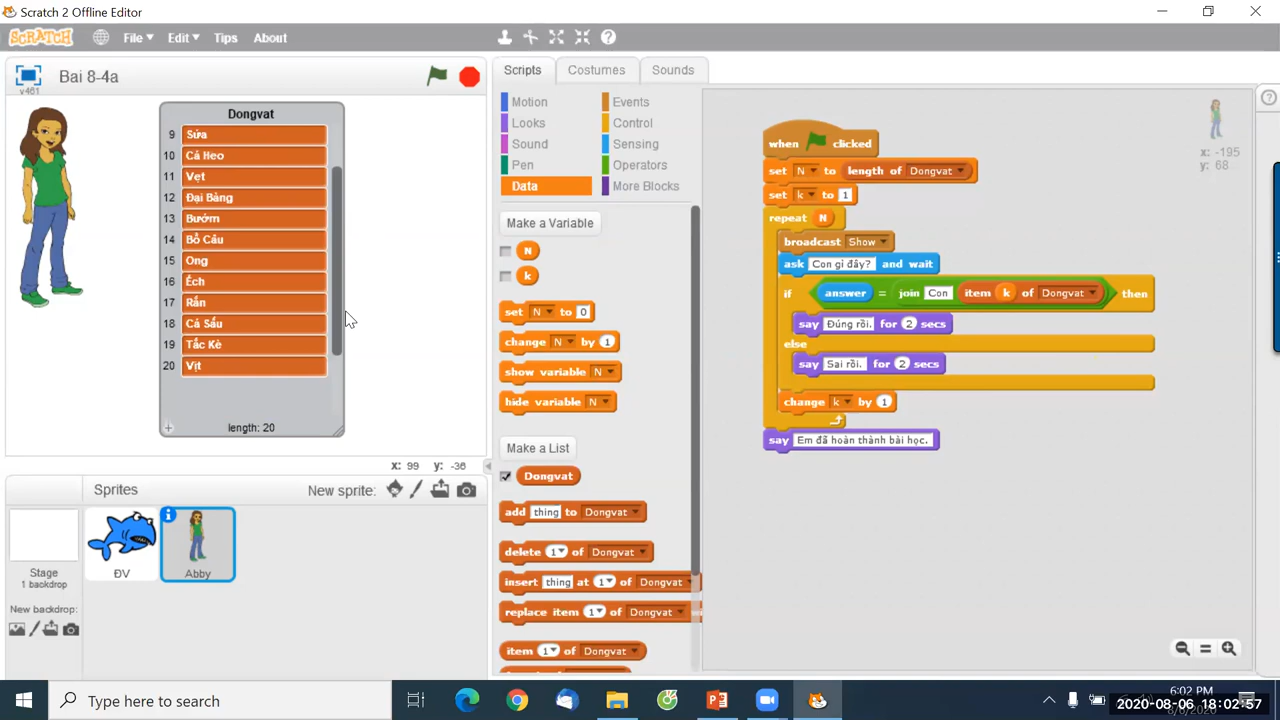 Scratch 2 Offline Editor
SCRATCH File Edit Tips About
v461 Bai 8-4a
Dongvat
9 Sứa
10 Cá Heo
11 Vẹt
12 Đại Bàng
13 Bướm
14 Bồ Câu
15 Ong
16 Ếch
17 Rắn
18 Cá Sấu
19 Tắc Kè
20 Vịt
+ length: 20
x: 99 y: -36
Sprites New sprite:
Stage
1 backdrop
New backdrop:
ĐV
Abby
Scripts Costumes Sounds
Motion Events
Looks Control
Sound Sensing
Pen Operators
Data More Blocks
Make a Variable
N
k
set N to 0
change N by 1
show variable N
hide variable N
Make a List
Dongvat
add thing to Dongvat
delete 1 of Dongvat
insert thing at 1 of Dongvat
replace item 1 of Dongvat
item 1 of Dongvat
when clicked
set N to length of Dongvat
set k to 1
repeat N
broadcast Show
ask Con gì đây? and wait
if answer = join Con item k of Dongvat then
say Đúng rồi. for 2 secs
else
say Sai rồi. for 2 secs
change k by 1
say Em đã hoàn thành bài học.
x: -195
y: 68
Type here to search
6:02 PM
2020-08-06 18:02:57